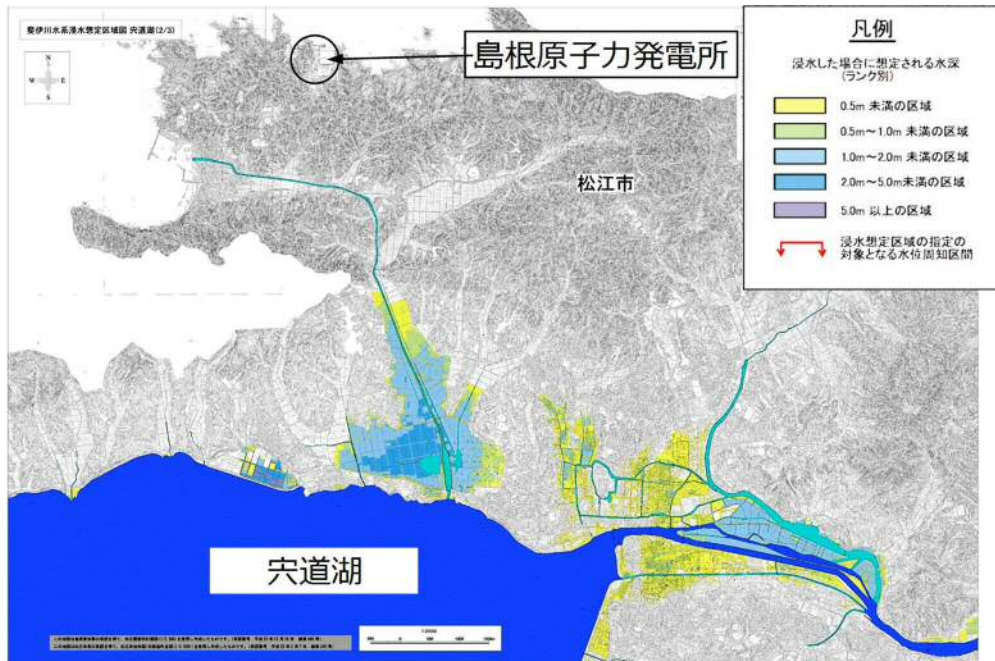 斐伊川水系浸水想定区域図 宍道湖(2/3)
N
W
E
S
島根原子力発電所
松江市
宍道湖
凡例
浸水した場合に想定される水深
(ランク別)
0.5m 未満の区域
0.5m～1.0m 未満の区域
1.0m～2.0m 未満の区域
2.0m～5.0m未満の区域
5.0m 以上の区域
浸水想定区域の指定の
対象となる水位周知区間